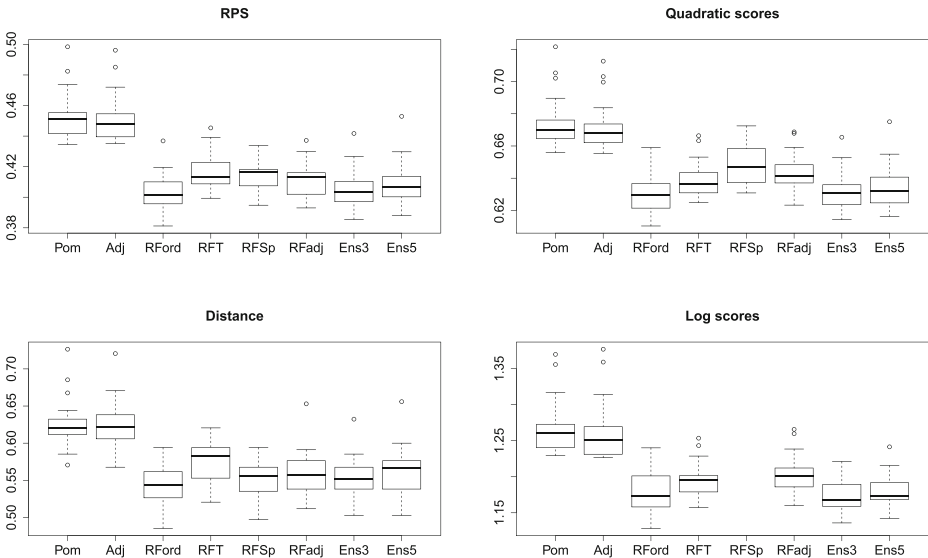 RPS
0.50
0.46
0.42
0.38
Pom Adj RFord RFT RFSp RFadj Ens3 Ens5
Quadratic scores
0.70
0.66
0.62
Pom Adj RFord RFT RFSp RFadj Ens3 Ens5
Distance
0.70
0.65
0.60
0.55
0.50
Pom Adj RFord RFT RFSp RFadj Ens3 Ens5
Log scores
1.35
1.25
1.15
Pom Adj RFord RFT RFSp RFadj Ens3 Ens5